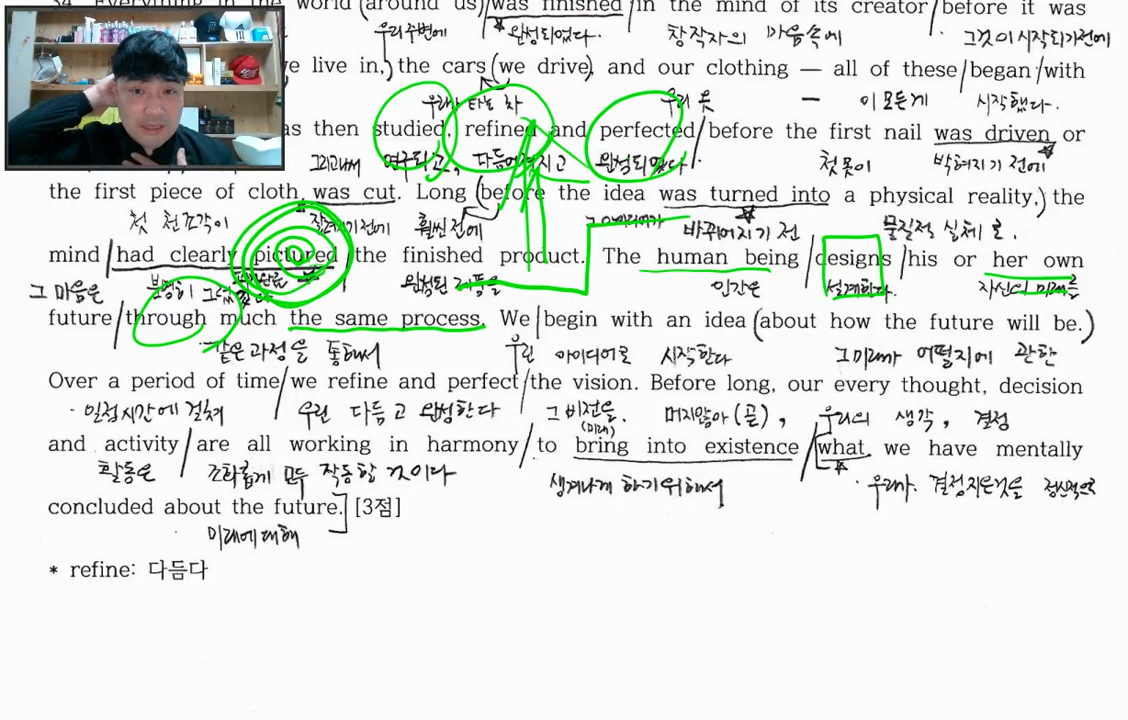 34. Everything in the world (around us)/was finished/in the mind of its creator/before it was
우리주변에 완성되었다. 창작자의 마음속에 그것이 시작되기전에
we live in,) the cars (we drive), and our clothing — all of these/began/with
우리가 타는 차 우리 옷 — 이 모든게 시작했다.
as then studied, refined and perfected/before the first nail was driven or
그리고나서 연구되고, 다듬어지고 완성되었다. 첫못이 박혀지기 전에
the first piece of cloth was cut. Long (before the idea was turned into a physical reality,) the
첫 천조각이 잘려지기전에 훨씬전에 바뀌어지기 전 물질적 실체로.
mind/had clearly pictured/the finished product. The human being/designs/his or her own
그 마음은 분명히 완성된 제품을 인간은 설계한다. 자신의 미래를
future/through much the same process. We/begin with an idea (about how the future will be.)
같은 과정을 통해서 우린 아이디어로 시작한다 그미래가 어떨지에 관한
Over a period of time/we refine and perfect/the vision. Before long, our every thought, decision
일정시간에 걸쳐 우린 다듬고 완성한다 그 비전을. (미래) 머지않아(곧), 우리의 생각, 결정
and activity/are all working in harmony/to bring into existence/what we have mentally
활동은 조화롭게 모두 작동할 것이다 생겨나게 하기위해서 우리가 결정지은것을 정신적으로
concluded about the future.] [3점]
미래에대해
* refine: 다듬다